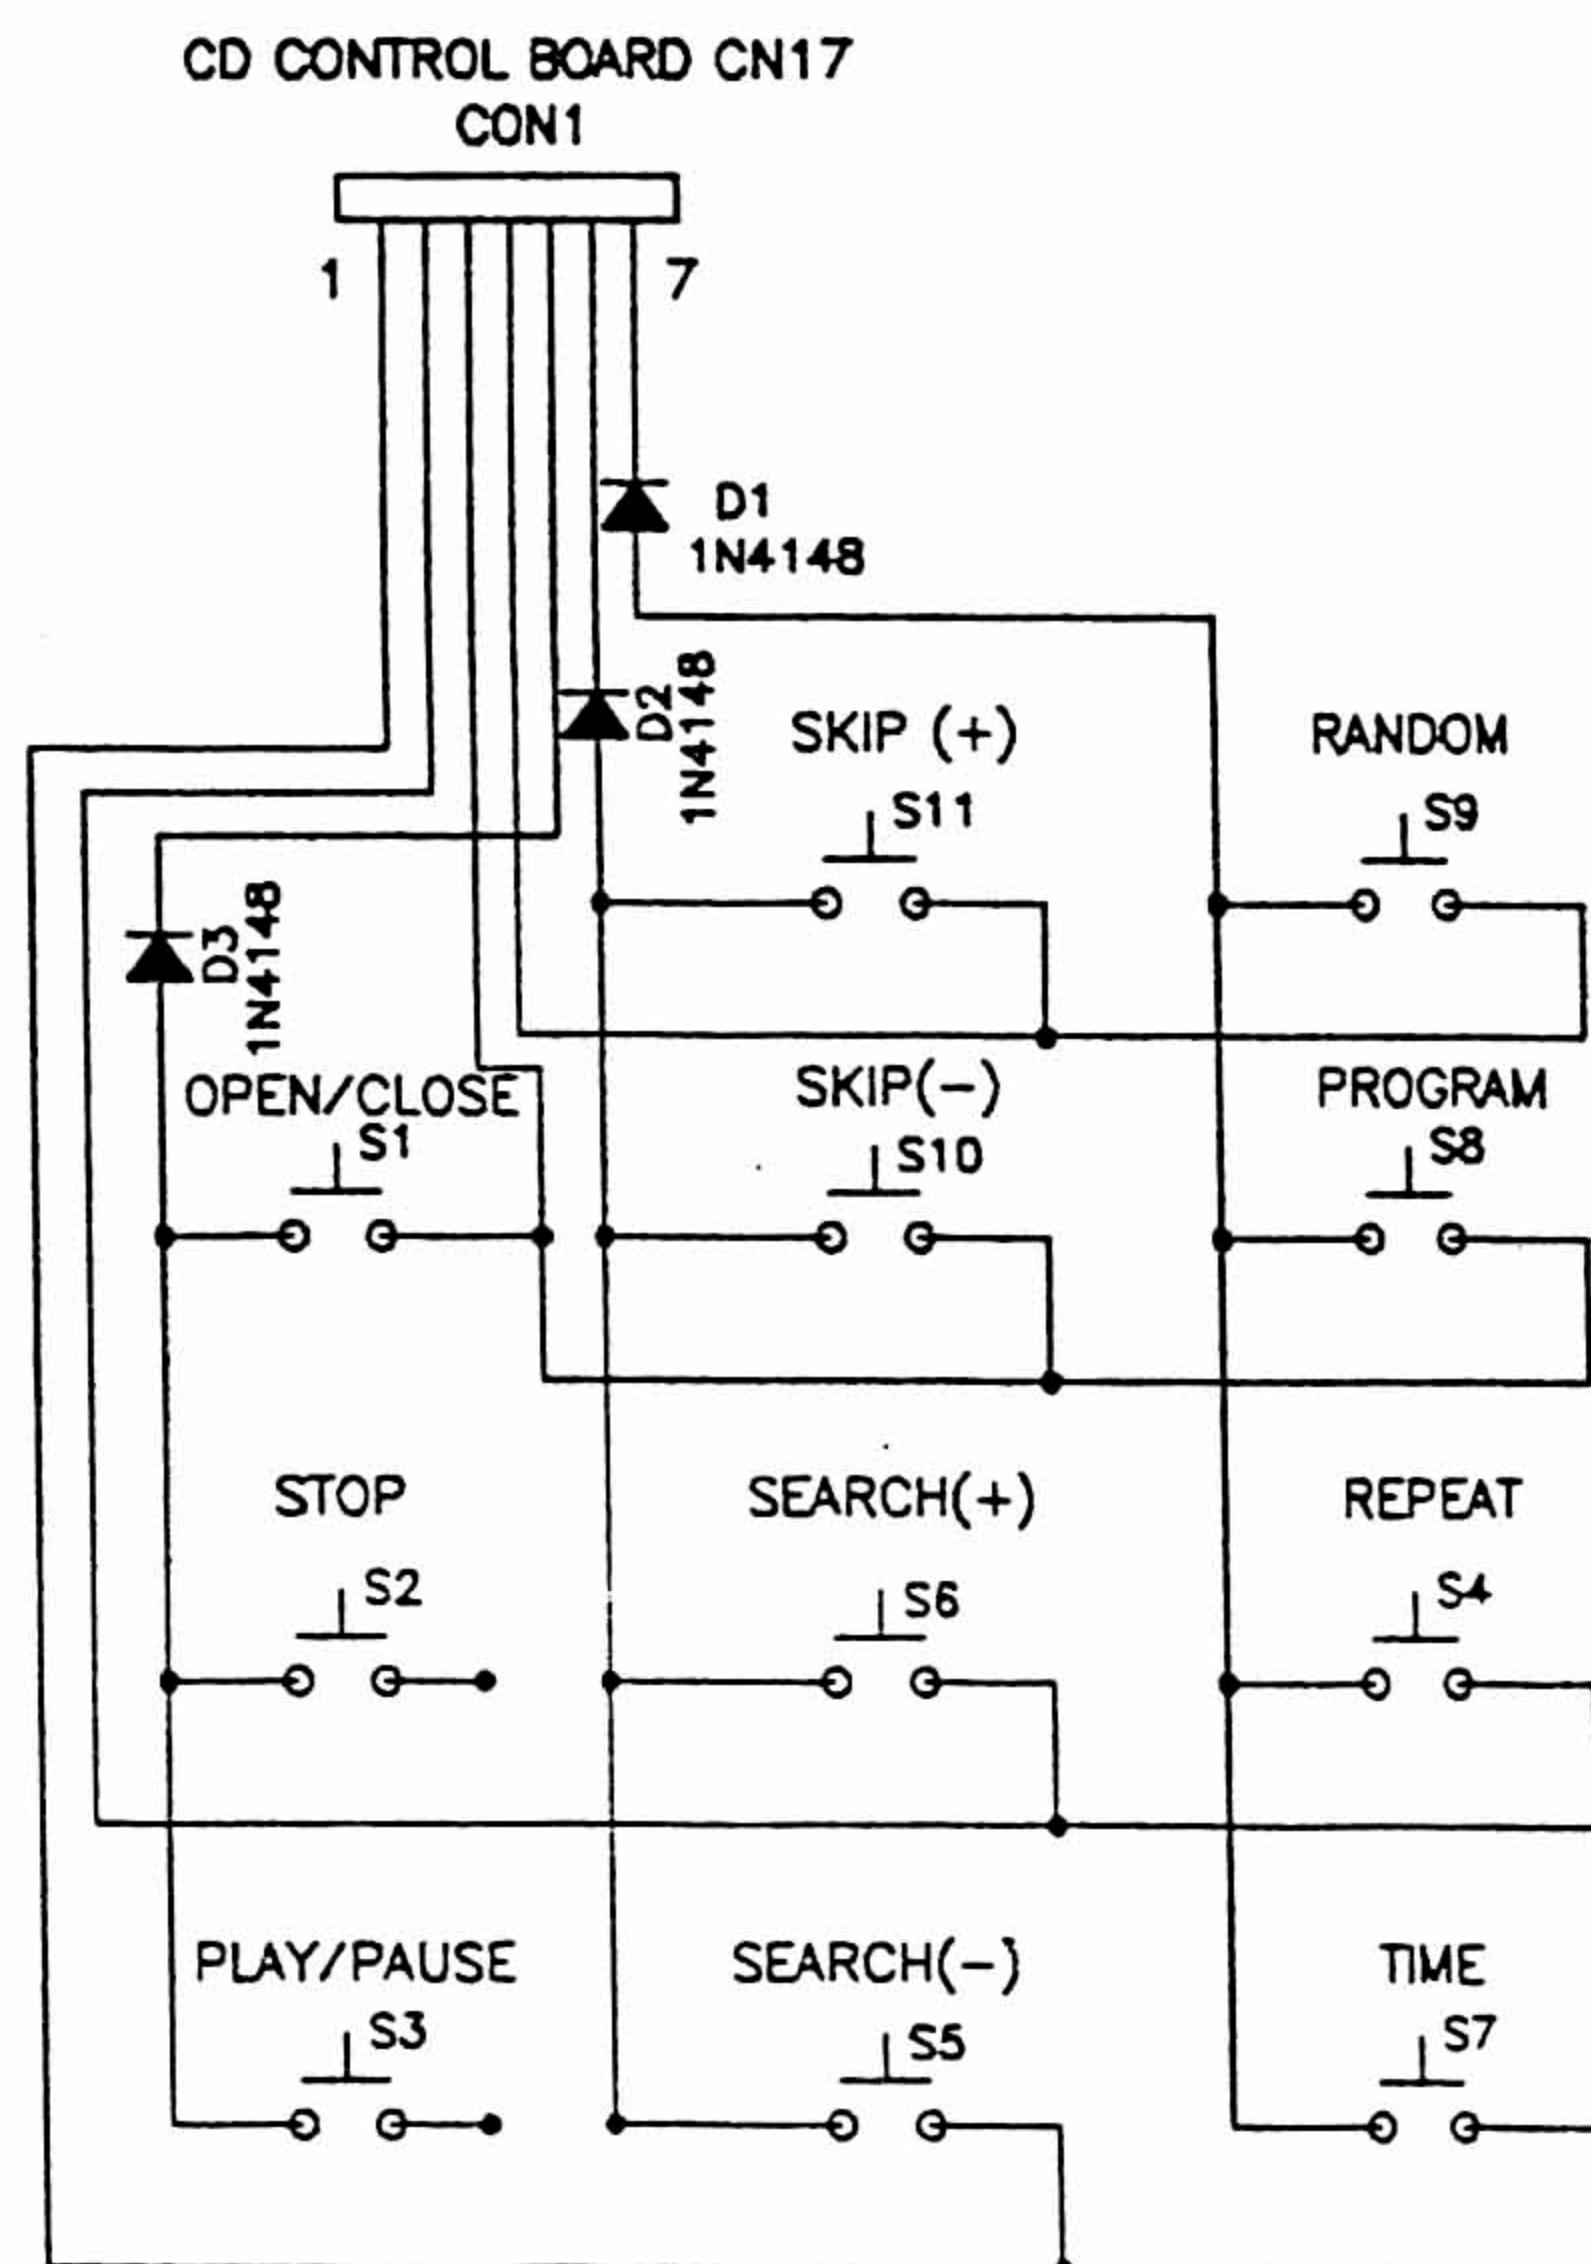 CD CONTROL BOARD CN17
CON1
1
7
D1
1N4148
D2
1N4148
SKIP (+)
S11
RANDOM
S9
D3
1N4148
OPEN/CLOSE
S1
SKIP(-)
S10
PROGRAM
S8
STOP
S2
SEARCH(+)
S6
REPEAT
S4
PLAY/PAUSE
S3
SEARCH(-)
S5
TIME
S7